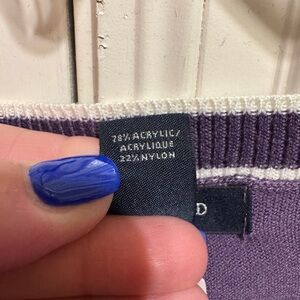 78% ACRYLIC/
ACRYLIQUE
22% NYLON
D